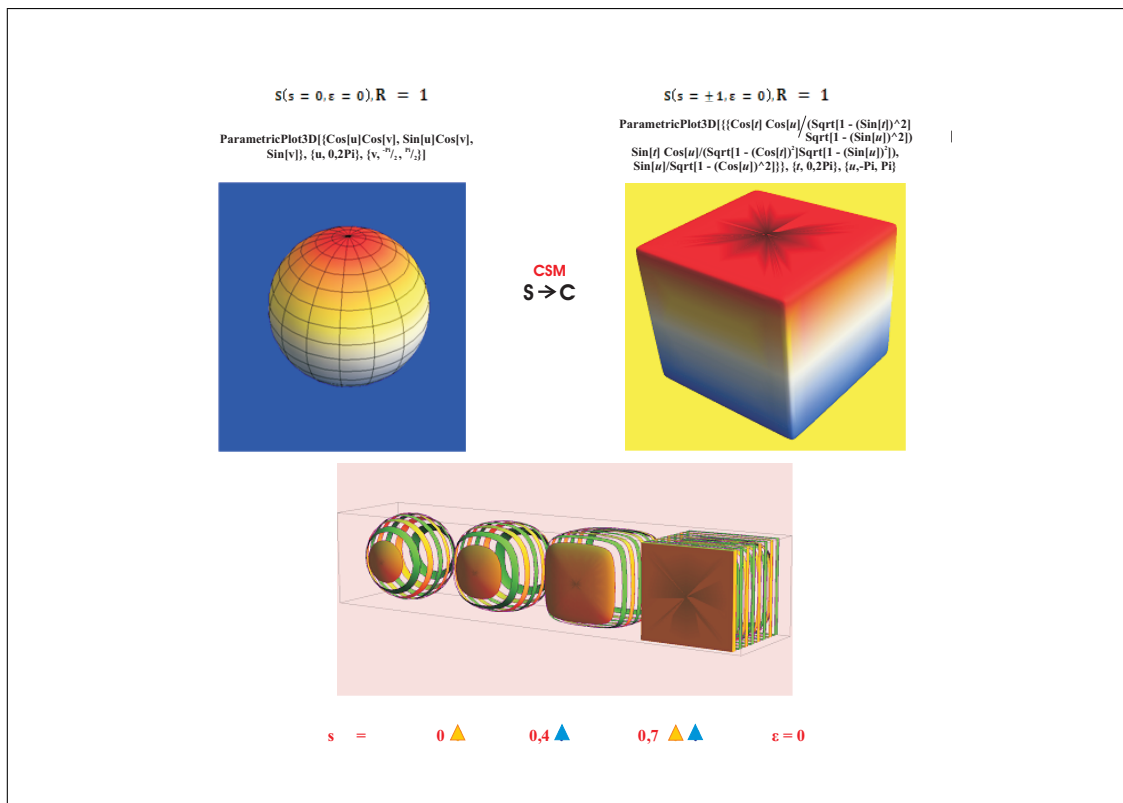 S(s = 0, ε = 0), R = 1
ParametricPlot3D[{Cos[u]Cos[v], Sin[u]Cos[v],
Sin[v]}, {u, 0,2Pi}, {v, -Pi/2, Pi/2}]
S(s = ±1, ε = 0), R = 1
ParametricPlot3D[{{Cos[t] Cos[u]/(Sqrt[1 - (Sin[t])^2]
Sqrt[1 - (Sin[u])^2])
Sin[t] Cos[u]/(Sqrt[1 - (Cos[t])²]Sqrt[1 - (Sin[u])²]),
Sin[u]/Sqrt[1 - (Cos[u])^2]}}, {t, 0,2Pi}, {u,-Pi, Pi}
CSM
S → C
s = 0 0,4 0,7 ε = 0